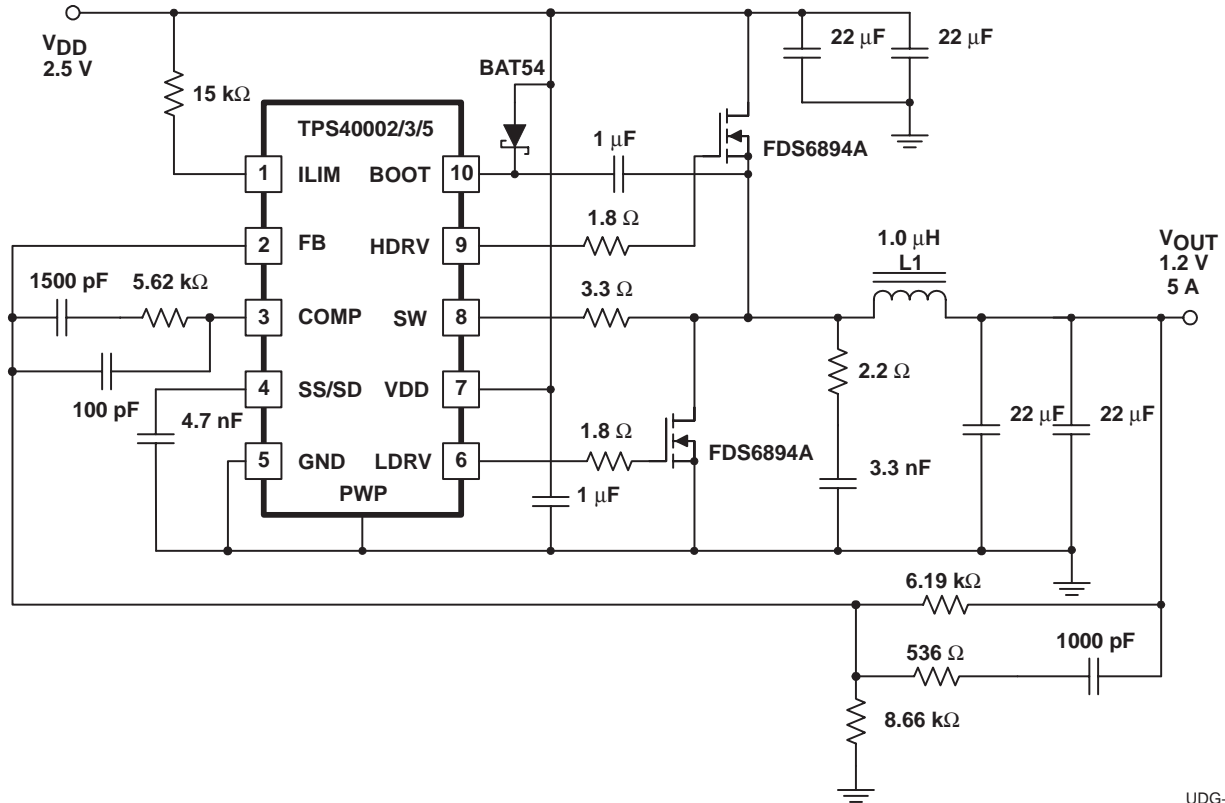 VDD
2.5 V
22 μF
22 μF
BAT54
15 kΩ
TPS40002/3/5
1 μF
FDS6894A
1
ILIM
BOOT
10
1.8 Ω
2
FB
HDRV
9
1.0 μH
L1
VOUT
1.2 V
5 A
1500 pF
5.62 kΩ
3.3 Ω
3
COMP
SW
8
2.2 Ω
100 pF
4
SS/SD
VDD
7
4.7 nF
22 μF
22 μF
1.8 Ω
FDS6894A
5
GND
LDRV
6
3.3 nF
PWP
1 μF
6.19 kΩ
1000 pF
536 Ω
8.66 kΩ
UDG-